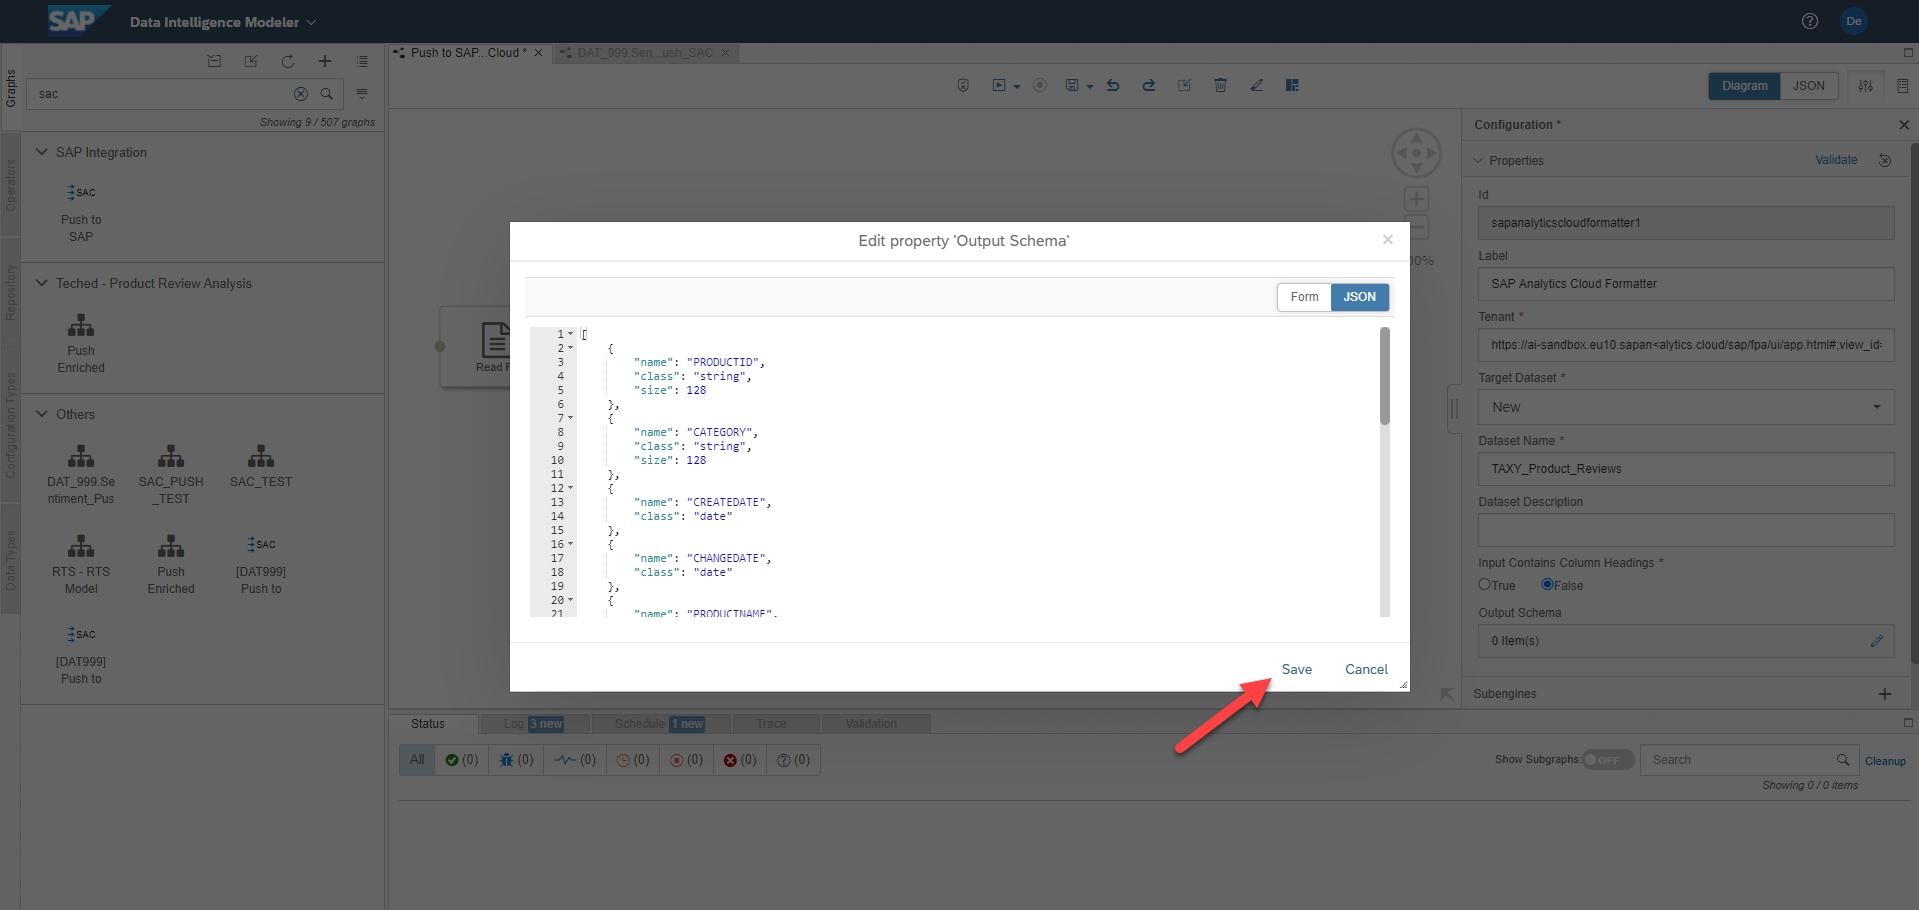 SAP Data Intelligence Modeler De
Graphs
Operators
Repository
Configuration Types
Data Types
sac
Showing 9 / 507 graphs
SAP Integration
SAC
Push to
SAP
Teched - Product Review Analysis
Push
Enriched
Others
DAT_999.Se
ntiment_Pus
SAC_PUSH
_TEST
SAC_TEST
RTS - RTS
Model
Push
Enriched
SAC
[DAT999]
Push to
SAC
[DAT999]
Push to
Push to SAP...Cloud * DAT_999.Sen...ush_SAC
Diagram JSON
Read F
00%
Edit property 'Output Schema'
Form JSON
1 [
2 {
3 "name": "PRODUCTID",
4 "class": "string",
5 "size": 128
6 },
7 {
8 "name": "CATEGORY",
9 "class": "string",
10 "size": 128
11 },
12 {
13 "name": "CREATEDATE",
14 "class": "date"
15 },
16 {
17 "name": "CHANGEDATE",
18 "class": "date"
19 },
20 {
21 "name": "PRODUCTNAME",
Save Cancel
Configuration *
Properties Validate
Id
sapanalyticscloudformatter1
Label
SAP Analytics Cloud Formatter
Tenant *
https://ai-sandbox.eu10.sapan<alytics.cloud/sap/fpa/ui/app.html#;view_id=
Target Dataset *
New
Dataset Name *
TAXY_Product_Reviews
Dataset Description
Input Contains Column Headings *
True False
Output Schema
0 Item(s)
Subengines
Status Log 3 new Schedule 1 new Trace Validation
All (0) (0) (0) (0) (0) (0) (0)
Show Subgraphs: OFF Search Cleanup
Showing 0 / 0 items